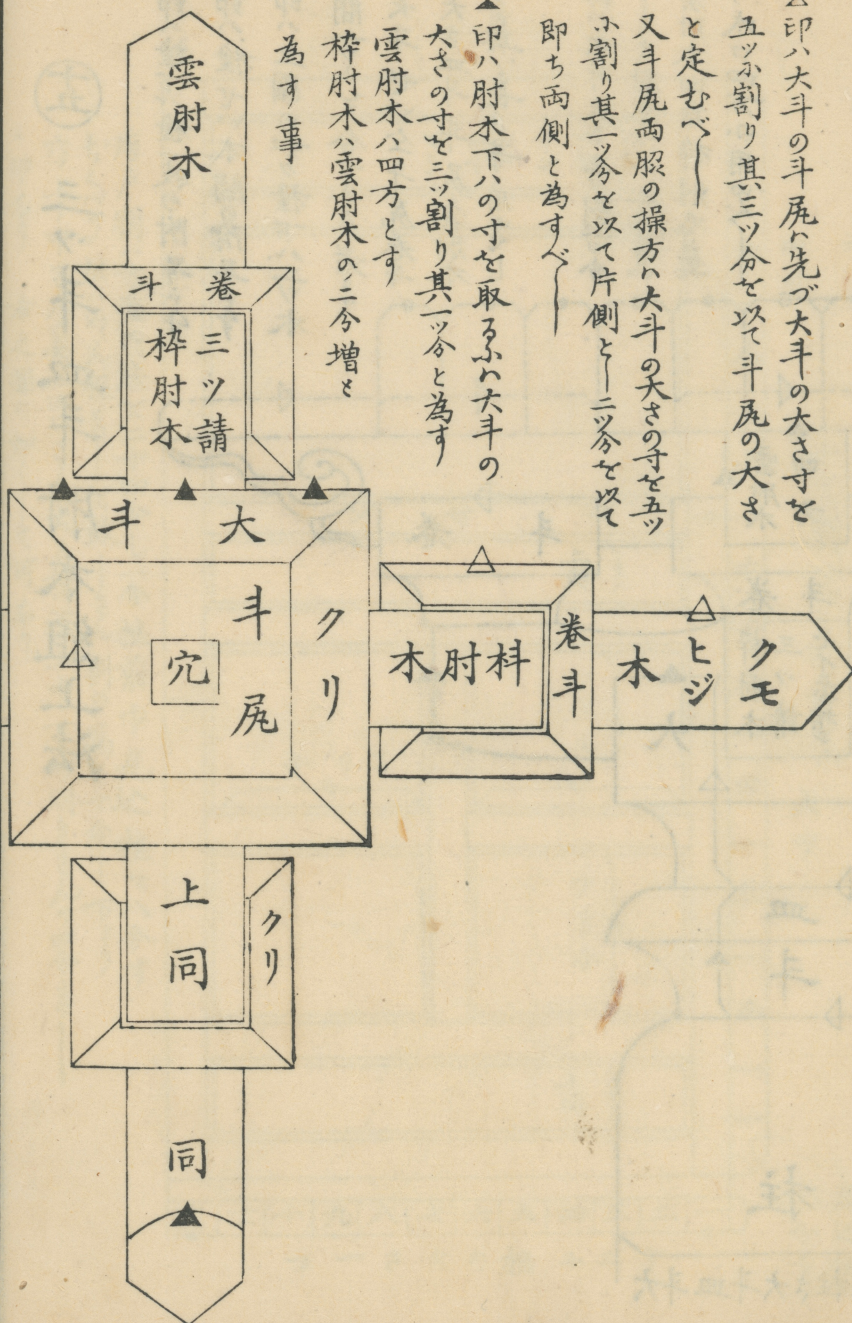 △印ハ大斗の斗尻ハ先づ大斗の大さ寸を
五ツニ割り其三ツ分を以て斗尻の大さ
と定むべし
又斗尻両脇の操方ハ大斗の大さの寸を五ツ
ニ割り其一ツ分を以て片側とし二ツ分を以て
即ち両側と為すべし
▲印ハ肘木下ハの寸を取るにハ大斗の
大さの寸を三ツ割り其一ツ分と為す
雲肘木ハ四方とす
枠肘木ハ雲肘木の二分増と
為す事
雲肘木
巻斗
三ツ請
枠肘木
大斗
クリ
斗尻
穴
枓肘木
巻斗
クモ
ヒジ
木
上同
クリ
同